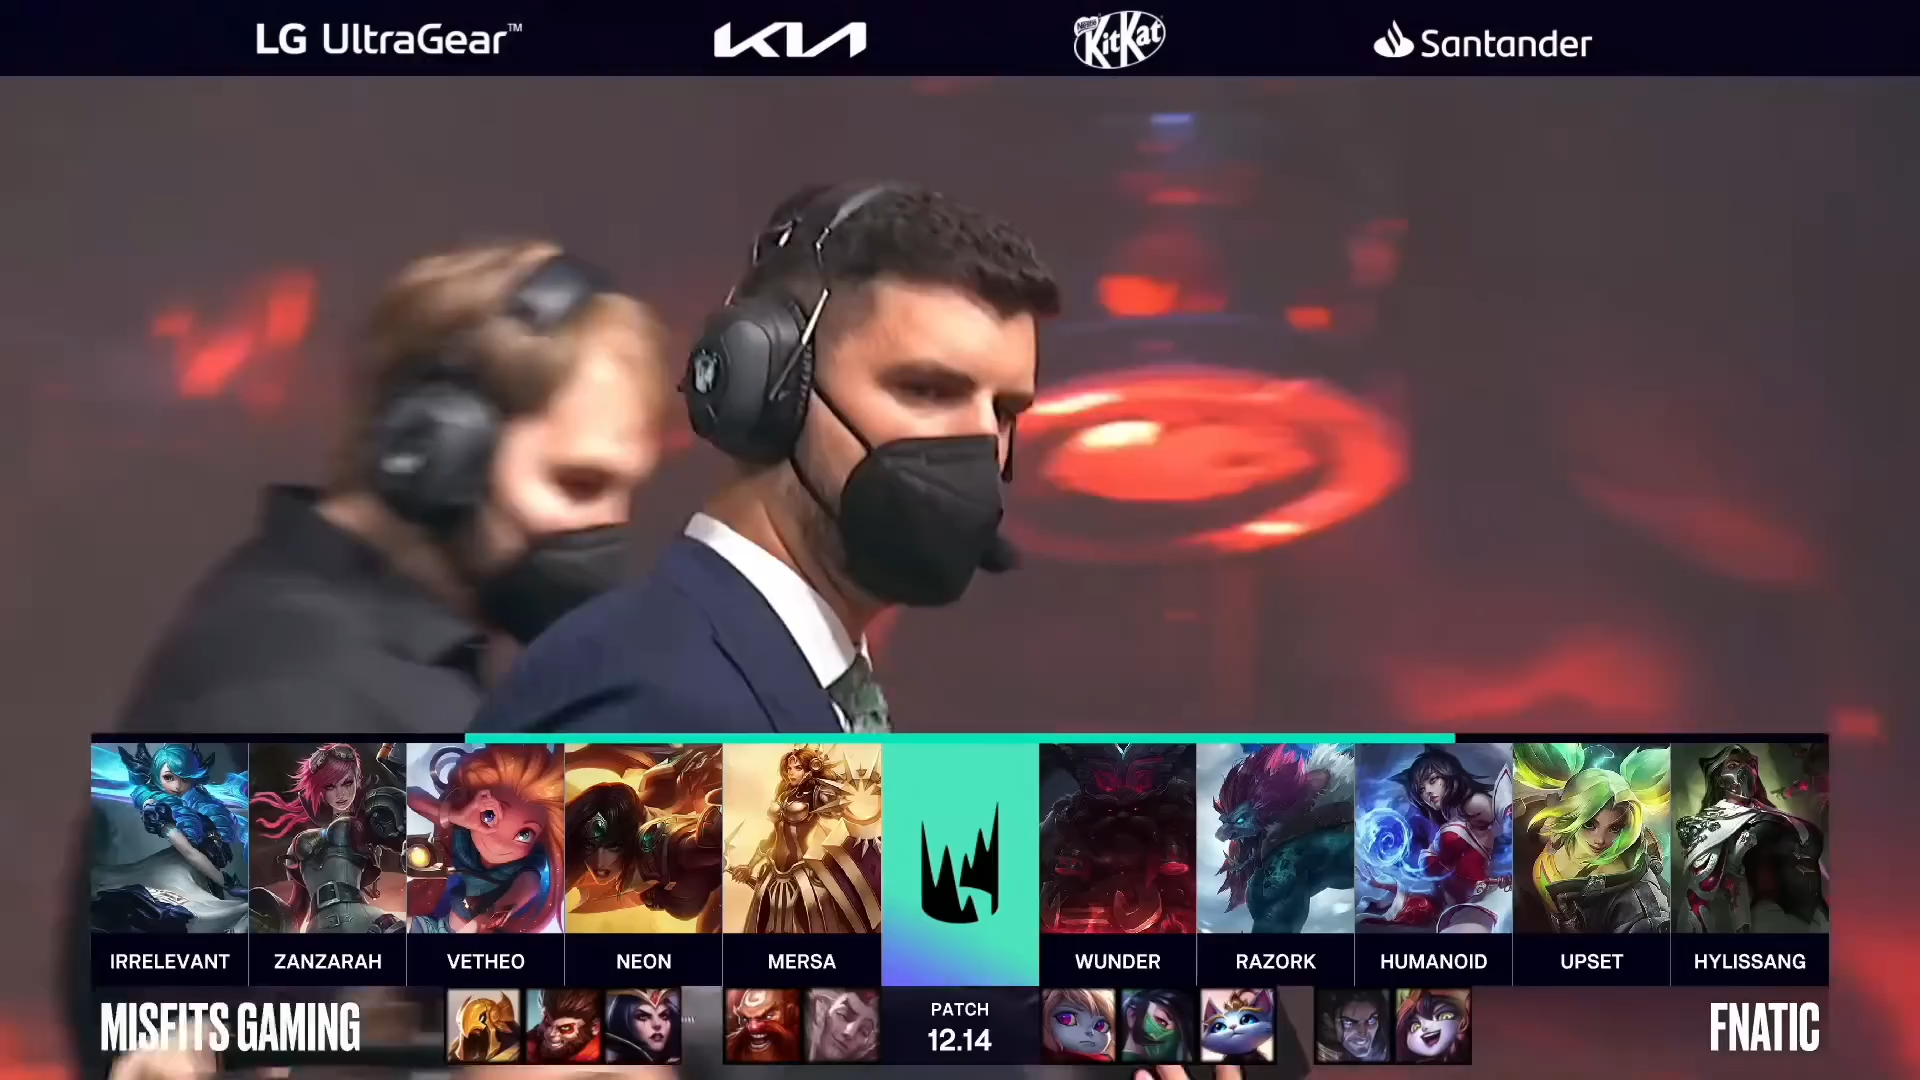 LG UltraGear™
KIA
Nestle KitKat
Santander
IRRELEVANT
ZANZARAH
VETHEO
NEON
MERSA
WUNDER
RAZORK
HUMANOID
UPSET
HYLISSANG
MISFITS GAMING
PATCH
12.14
FNATIC